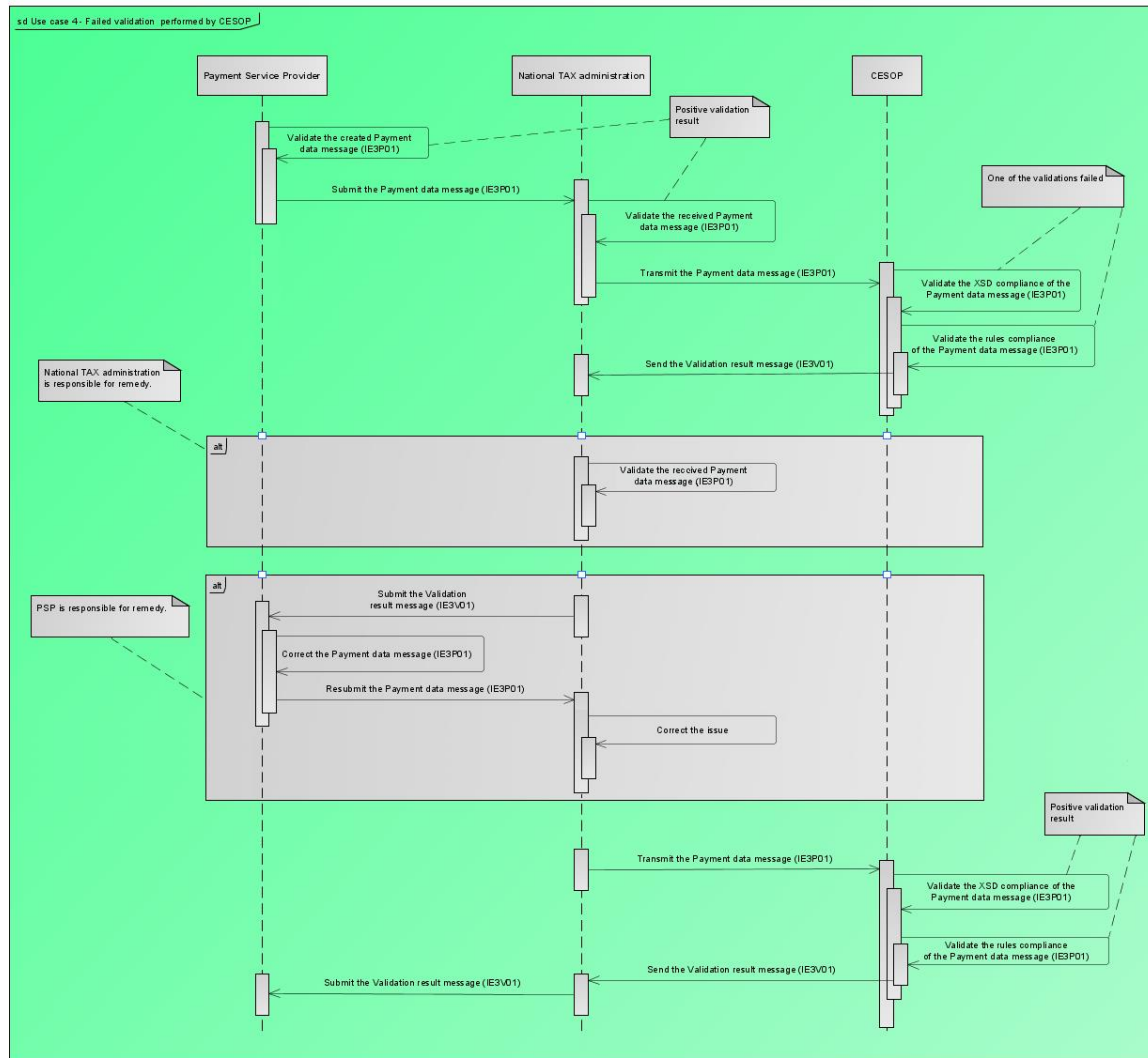 sd Use case 4 - Failed validation performed by CESOP
Payment Service Provider
National TAX administration
CESOP
Positive validation
result
Validate the created Payment
data message (IE3P01)
One of the validations failed
Submit the Payment data message (IE3P01)
Validate the received Payment
data message (IE3P01)
Transmit the Payment data message (IE3P01)
Validate the XSD compliance of the
Payment data message (IE3P01)
Validate the rules compliance
of the Payment data message (IE3P01)
Send the Validation result message (IE3V01)
National TAX administration
is responsible for remedy.
alt
Validate the received Payment
data message (IE3P01)
alt
Submit the Validation
result message (IE3V01)
PSP is responsible for remedy.
Correct the Payment data message (IE3P01)
Resubmit the Payment data message (IE3P01)
Correct the issue
Positive validation
result
Transmit the Payment data message (IE3P01)
Validate the XSD compliance of the
Payment data message (IE3P01)
Validate the rules compliance
of the Payment data message (IE3P01)
Send the Validation result message (IE3V01)
Submit the Validation result message (IE3V01)